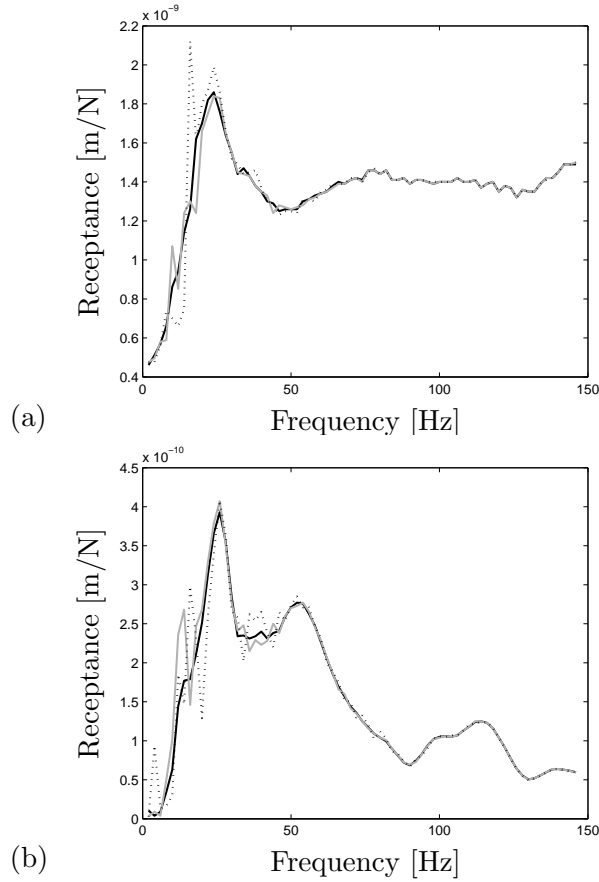 x 10⁻⁹
2.2
2
1.8
1.6
1.4
1.2
1
0.8
0.6
0.4
Receptance [m/N]
0 50 100 150
Frequency [Hz]
(a)
x 10⁻¹⁰
4.5
4
3.5
3
2.5
2
1.5
1
0.5
0
Receptance [m/N]
0 50 100 150
Frequency [Hz]
(b)